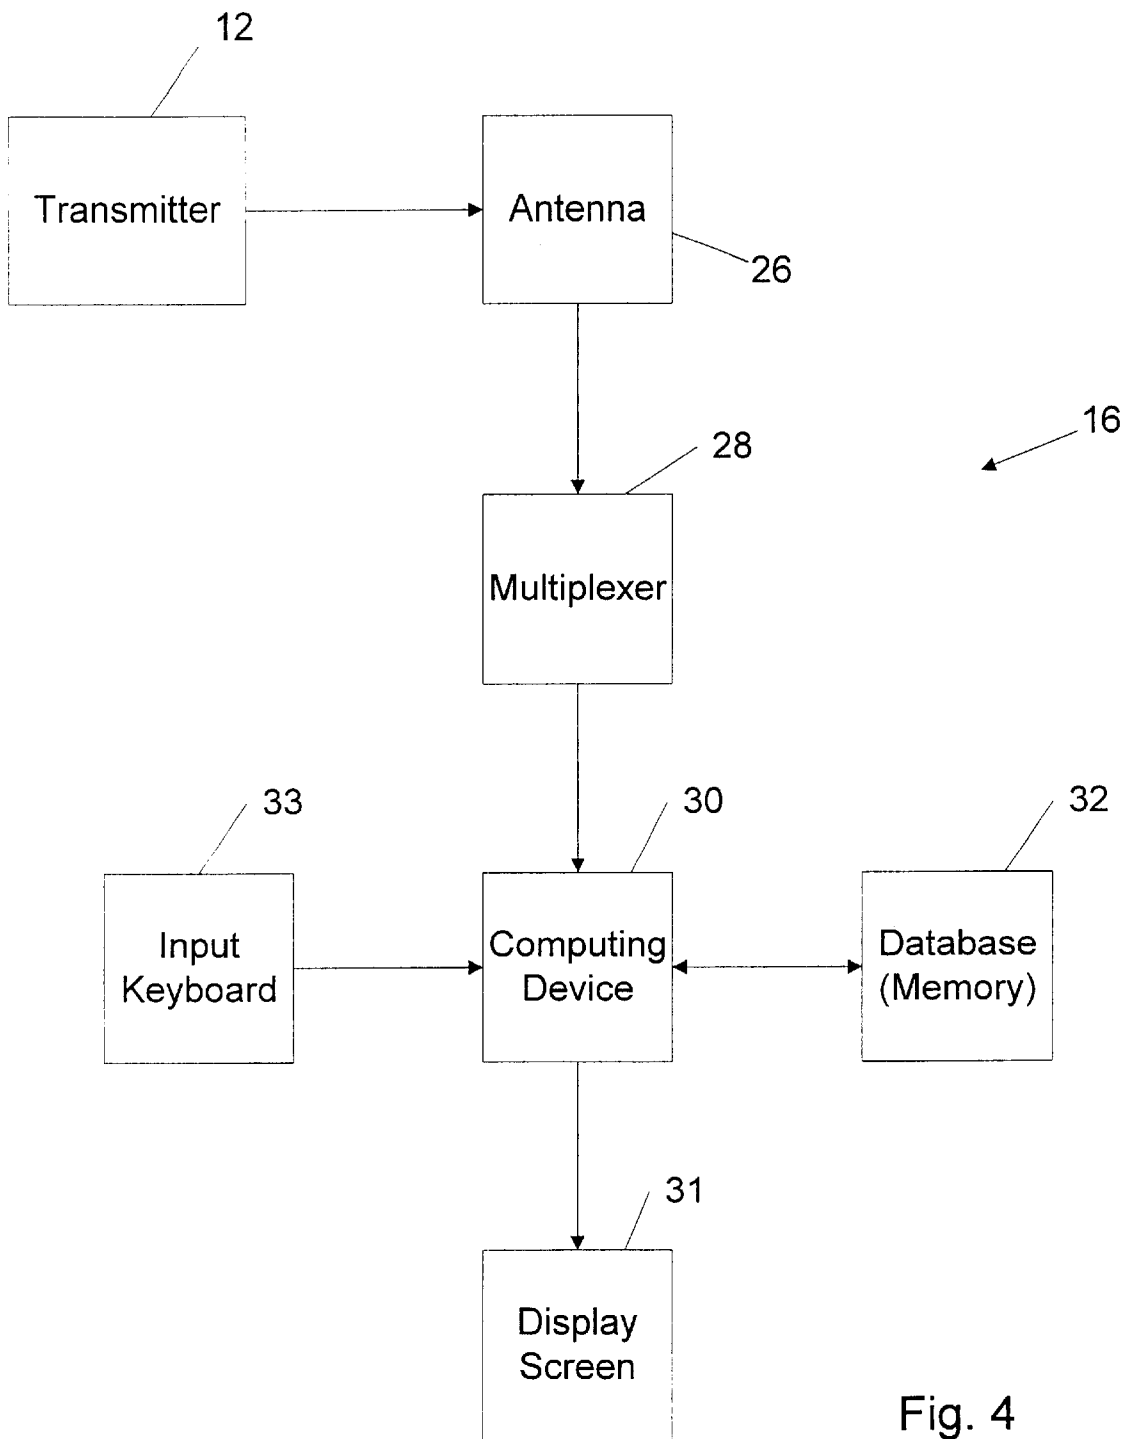 12
Transmitter
Antenna
26
16
28
Multiplexer
33
30
32
Input
Keyboard
Computing
Device
Database
(Memory)
31
Display
Screen
Fig. 4